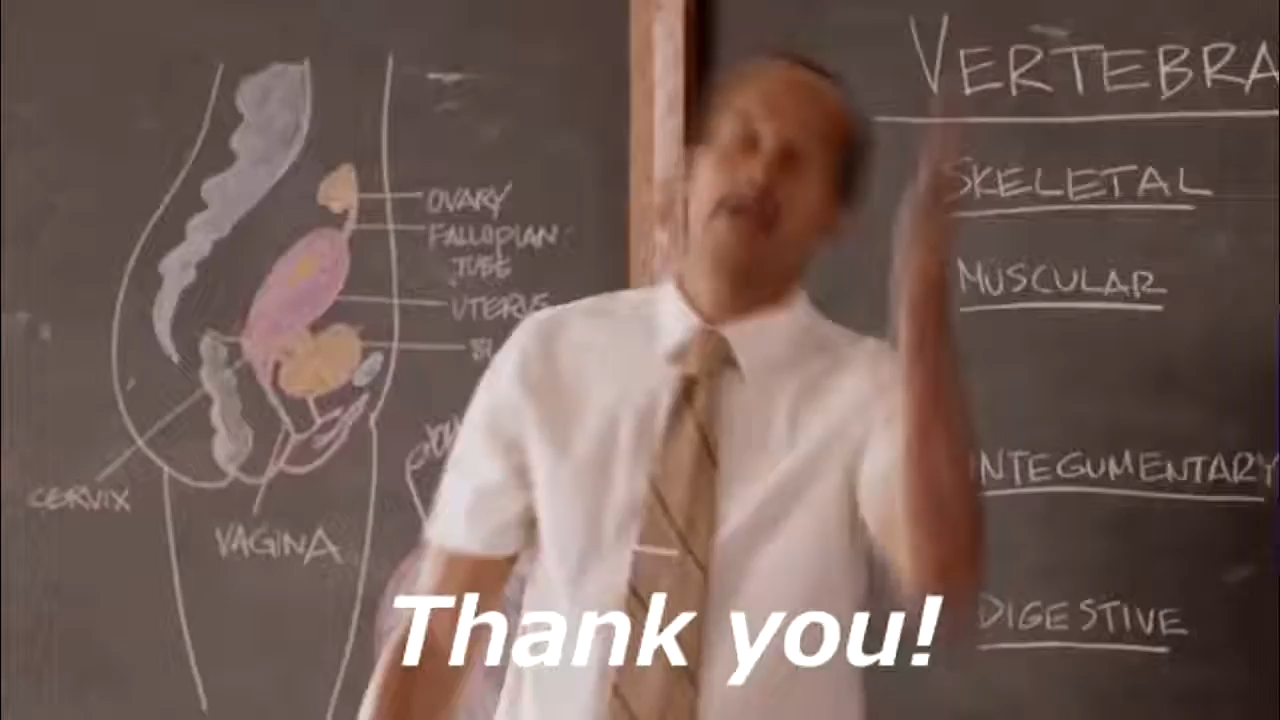 OVARY
FALLOPIAN
TUBE
UTERUS
CERVIX
VAGINA
VERTEBRA
SKELETAL
MUSCULAR
INTEGUMENTARY
DIGESTIVE
Thank you!